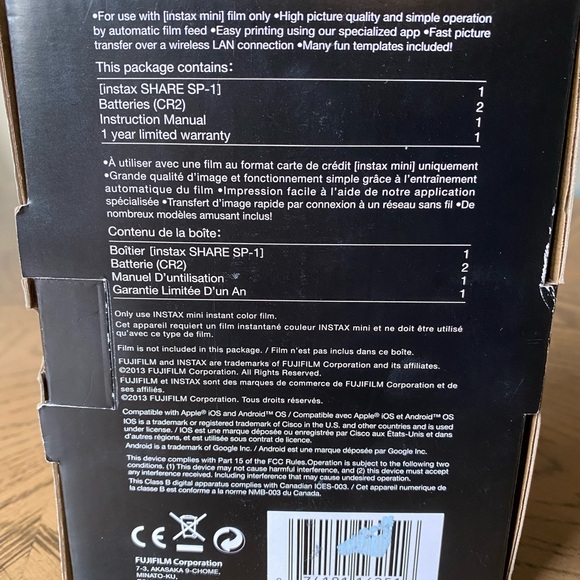 •For use with [instax mini] film only •High picture quality and simple operation
by automatic film feed •Easy printing using our specialized app •Fast picture
transfer over a wireless LAN connection •Many fun templates included!
This package contains:
[instax SHARE SP-1] 1
Batteries (CR2) 2
Instruction Manual 1
1 year limited warranty 1
•À utiliser avec une film au format carte de crédit [instax mini] uniquement
•Grande qualité d'image et fonctionnement simple grâce à l'entraînement
automatique du film •Impression facile à l'aide de notre application
spécialisée •Transfert d'image rapide par connexion à un réseau sans fil •De
nombreux modèles amusant inclus!
Contenu de la boîte:
Boîtier [instax SHARE SP-1] 1
Batterie (CR2) 2
Manuel D'untilisation 1
Garantie Limitée D'un An 1
Only use INSTAX mini instant color film.
Cet appareil requiert un film instantané couleur INSTAX mini et ne doit être utilisé
qu'avec ce type de film.
Film is not included in this package. / Film n'est pas inclus dans ce boîte.
FUJIFILM and INSTAX are trademarks of FUJIFILM Corporation and its affiliates.
©2013 FUJIFILM Corporation. All Rights Reserved.
FUJIFILM et INSTAX sont des marques de commerce de FUJIFILM Corporation et de
ses affiliés.
©2013 FUJIFILM Corporation. Tous droits réservés.
Compatible with Apple® iOS and Android™ OS / Compatible avec Apple® iOS et Android™ OS
IOS is a trademark or registered trademark of Cisco in the U.S. and other countries and is used
under license. / IOS est une marque déposée ou enregistrée par Cisco aux États-Unis et dans
d'autres régions, et est utilisé sous contrat de licence.
Android is a trademark of Google Inc. / Android est une marque déposée par Google Inc.
This device complies with Part 15 of the FCC Rules.Operation is subject to the following two
conditions. (1) This device may not cause harmful interference, and (2) this device must accept
any interference received. Including interference that may cause undesired operation.
This Class B digital apparatus complies with Canadian ICES-003. / Cet appareil numerique de
la classe B est conforme a la norme NMB-003 du Canada.
CE
FUJIFILM Corporation
7-3, AKASAKA 9-CHOME,
MINATO-KU,